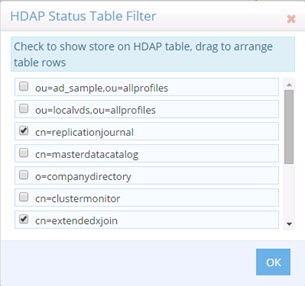 HDAP Status Table Filter
Check to show store on HDAP table, drag to arrange
table rows
ou=ad_sample,ou=allprofiles
ou=localvds,ou=allprofiles
cn=replicationjournal
cn=masterdatacatalog
o=companydirectory
cn=clustermonitor
cn=extendedxjoin
OK